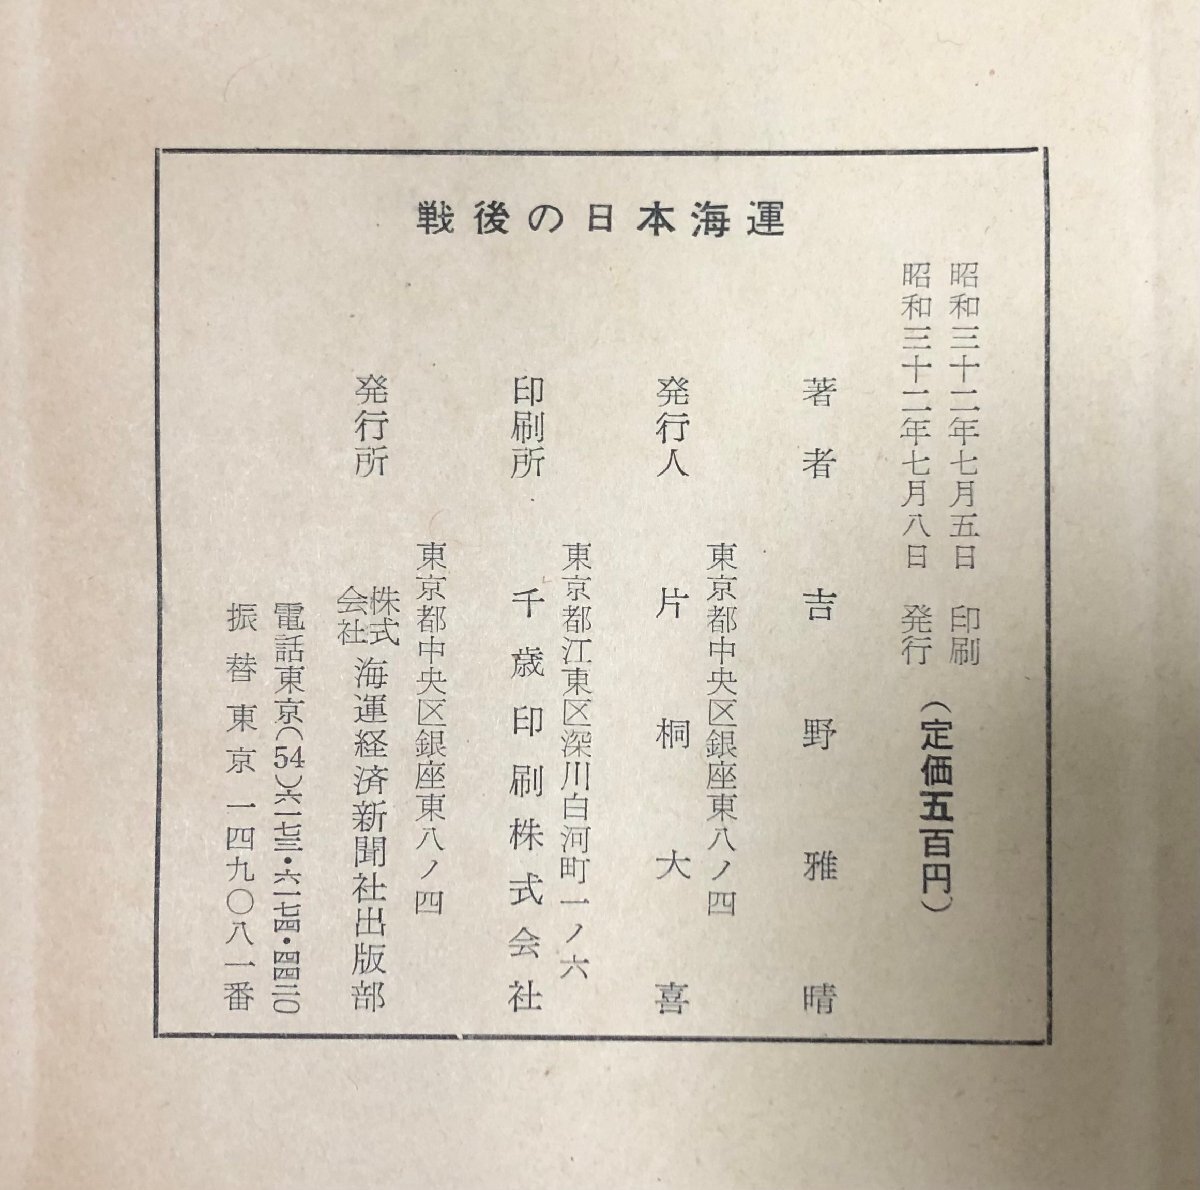 戦後の日本海運
昭和三十二年七月五日　印刷
昭和三十二年七月八日　発行
（定価五百円）
著者　吉野雅晴
東京都中央区銀座東八ノ四
発行人　片桐大喜
東京都江東区深川白河町一ノ六
印刷所　千歳印刷株式会社
東京都中央区銀座東八ノ四
発行所　株式会社海運経済新聞社出版部
電話東京(54)六一七三・六一七四・四四二〇
振替東京一四九〇八一番